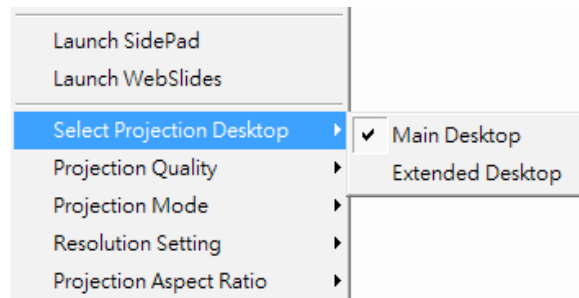 Launch SidePad
Launch WebSlides
Select Projection Desktop
Main Desktop
Extended Desktop
Projection Quality
Projection Mode
Resolution Setting
Projection Aspect Ratio